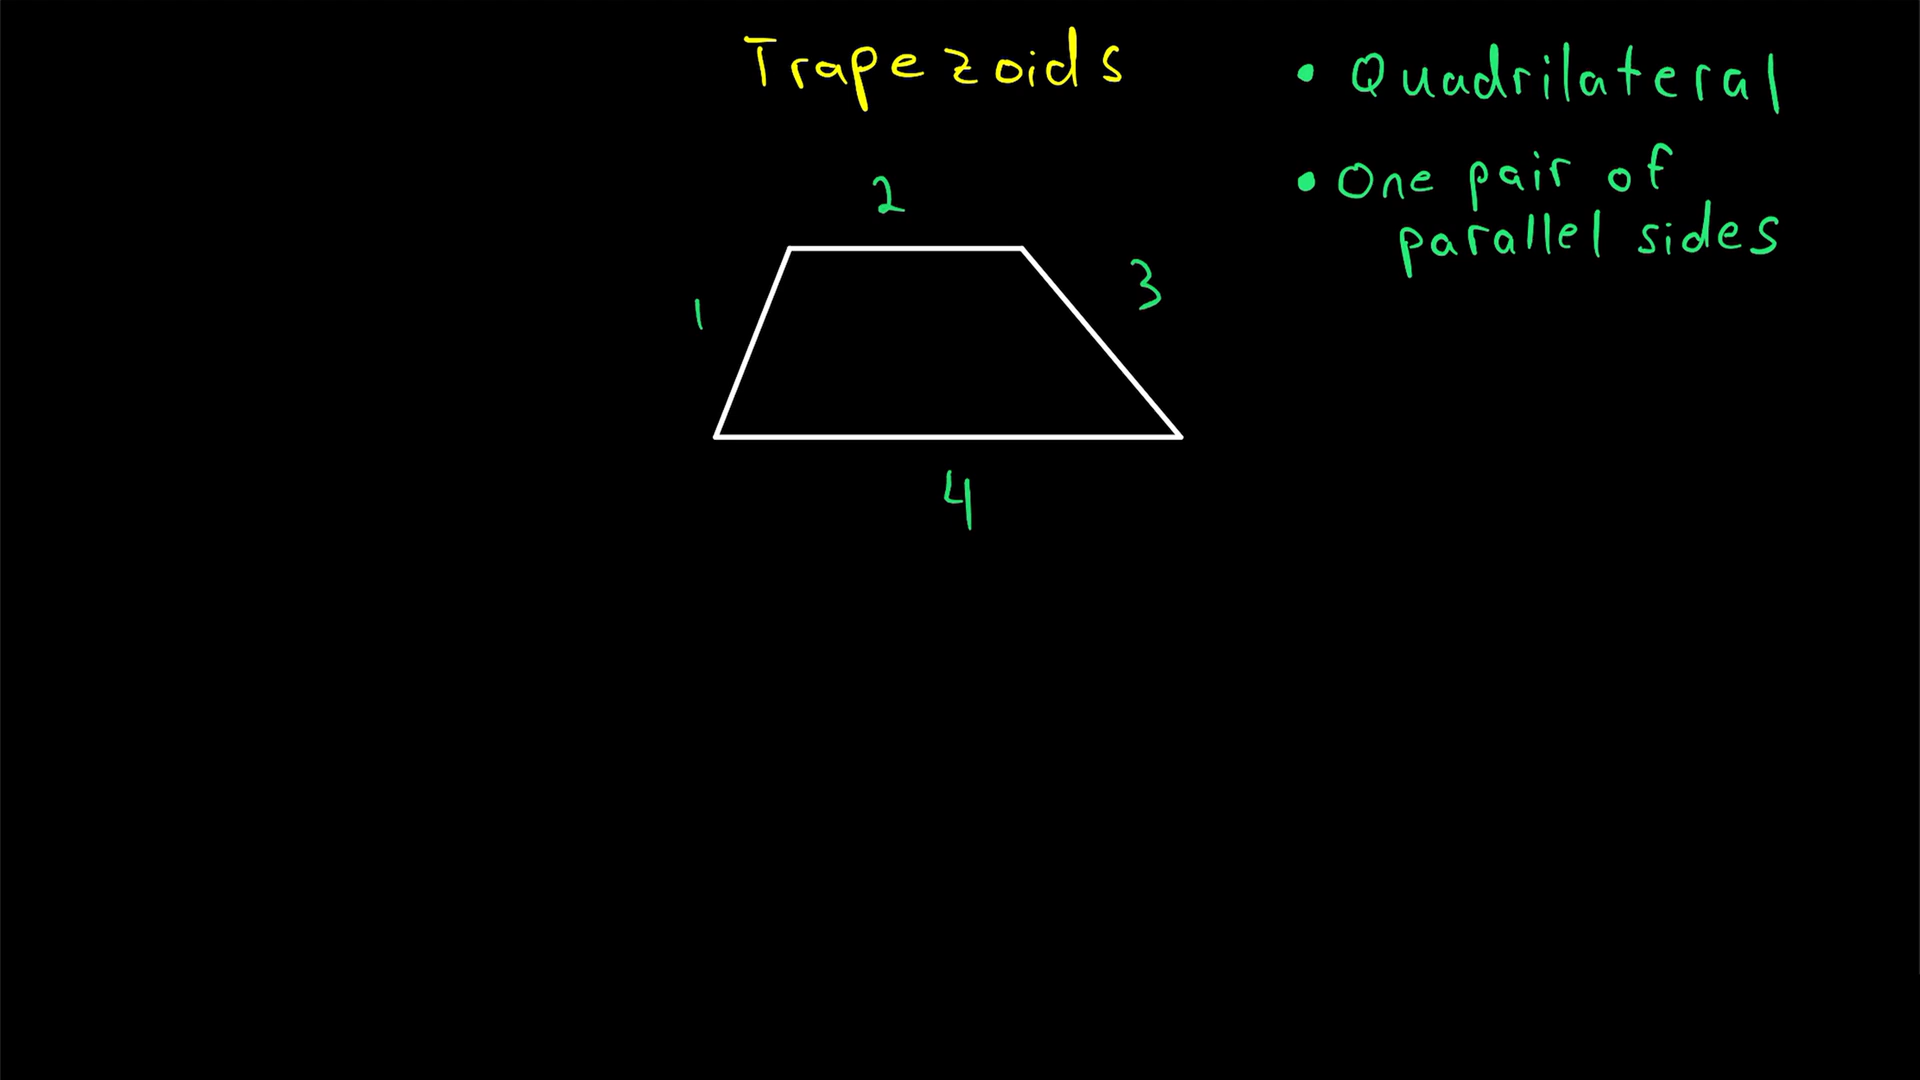 Trapezoids
• Quadrilateral
• One pair of
parallel sides
2
1
3
4